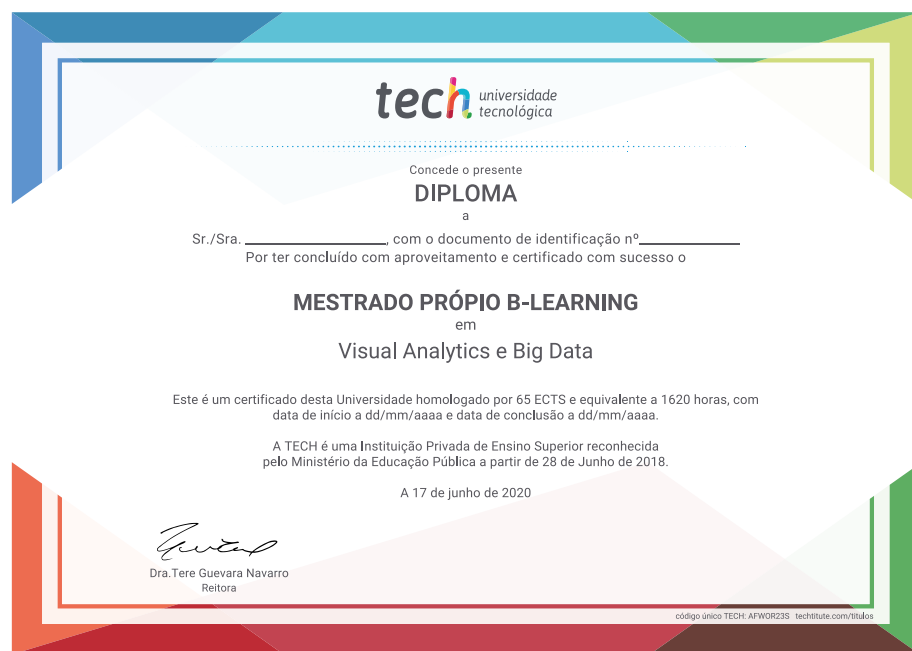 tech universidade
tecnológica
Concede o presente
DIPLOMA
a
Sr./Sra. ________________, com o documento de identificação nº____________
Por ter concluído com aproveitamento e certificado com sucesso o
MESTRADO PRÓPIO B-LEARNING
em
Visual Analytics e Big Data
Este é um certificado desta Universidade homologado por 65 ECTS e equivalente a 1620 horas, com
data de início a dd/mm/aaaa e data de conclusão a dd/mm/aaaa.
A TECH é uma Instituição Privada de Ensino Superior reconhecida
pelo Ministério da Educação Pública a partir de 28 de Junho de 2018.
A 17 de junho de 2020
Dra.Tere Guevara Navarro
Reitora
código único TECH: AFWOR23S techtitute.com/titulos